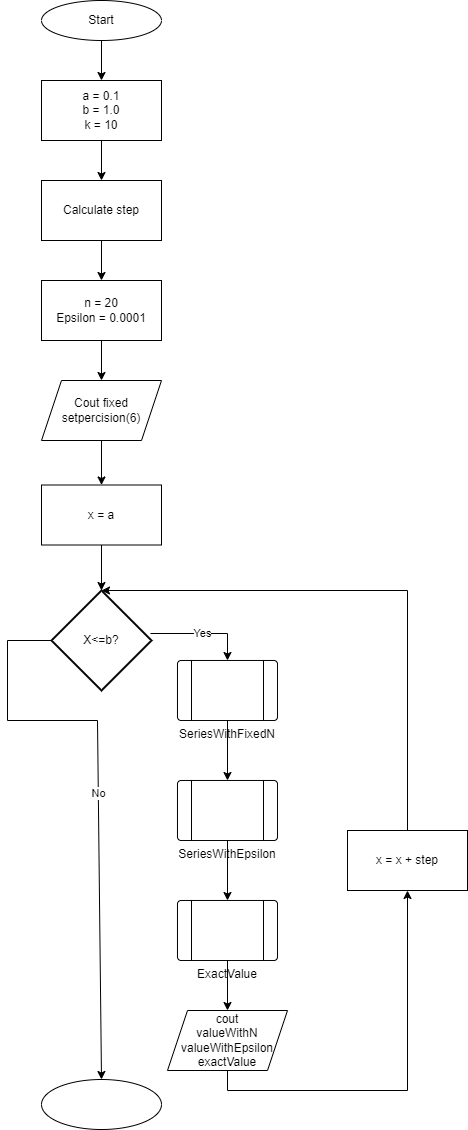 Start
a = 0.1
b = 1.0
k = 10
Calculate step
n = 20
Epsilon = 0.0001
Cout fixed
setpercision(6)
x = a
X<=b?
Yes
SeriesWithFixedN
No
SeriesWithEpsilon
x = x + step
ExactValue
cout
valueWithN
valueWithEpsilon
exactValue